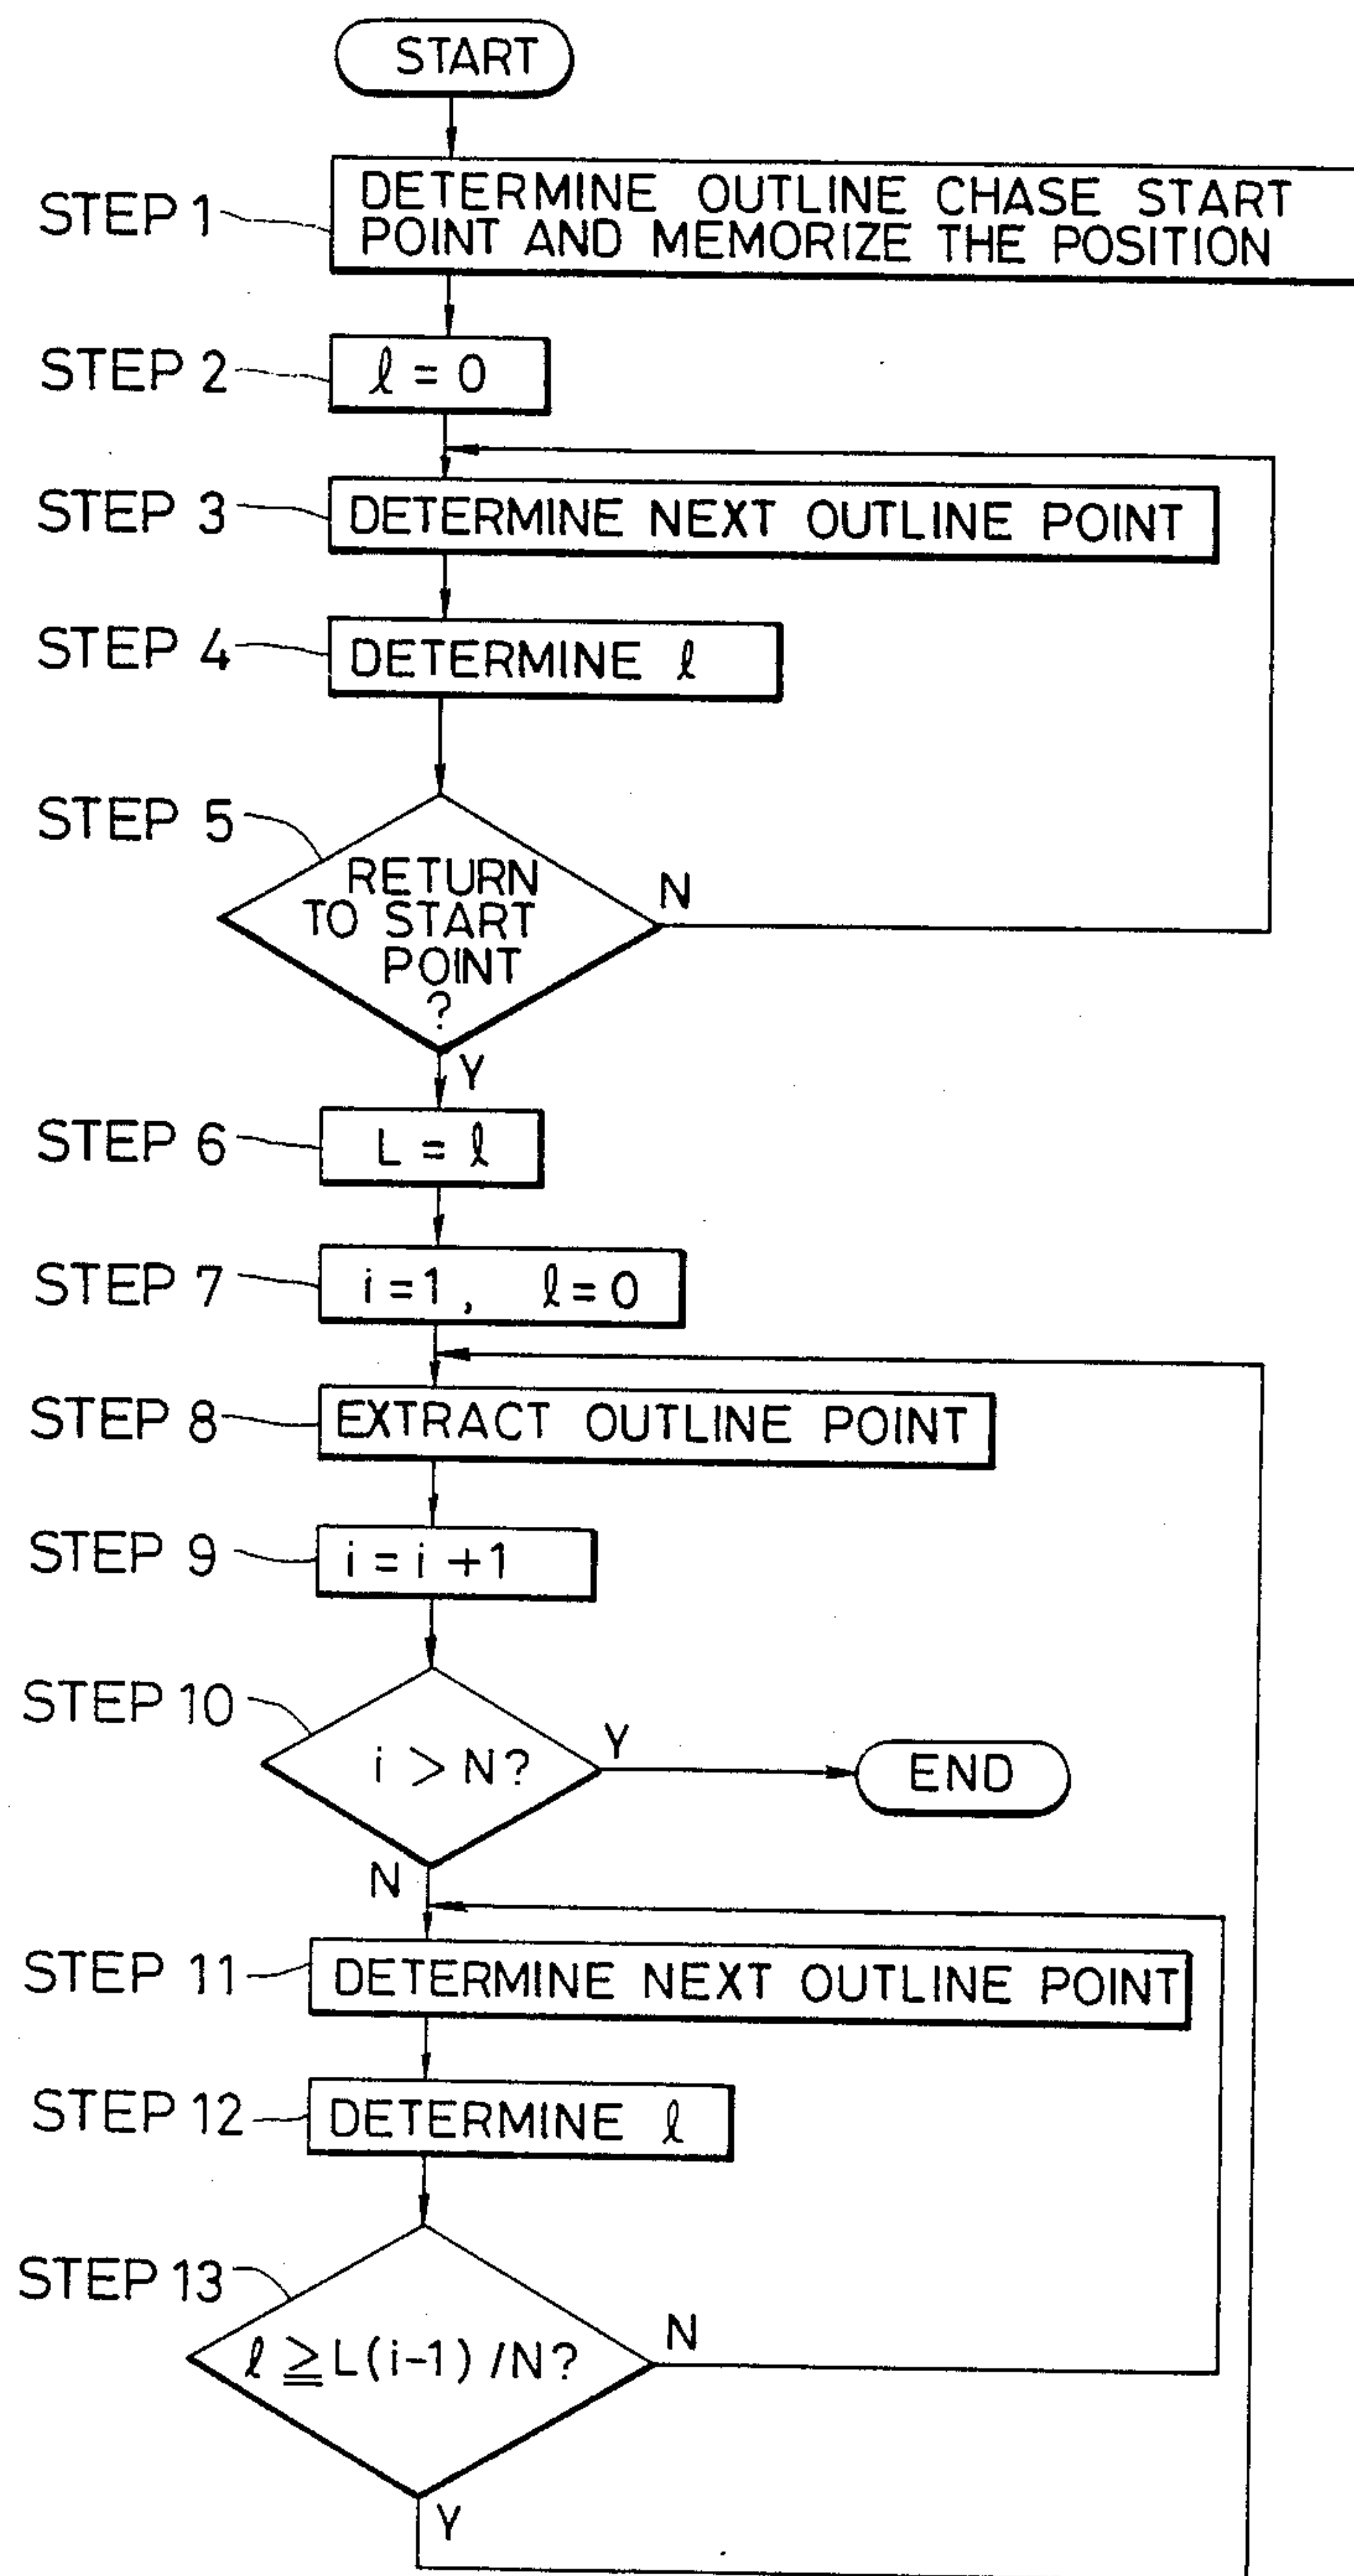 START
STEP 1
DETERMINE OUTLINE CHASE START
POINT AND MEMORIZE THE POSITION
STEP 2
ℓ = 0
STEP 3
DETERMINE NEXT OUTLINE POINT
STEP 4
DETERMINE ℓ
STEP 5
RETURN
TO START
POINT
?
N
Y
STEP 6
L = ℓ
STEP 7
i = 1, ℓ = 0
STEP 8
EXTRACT OUTLINE POINT
STEP 9
i = i + 1
STEP 10
i > N?
Y
END
N
STEP 11
DETERMINE NEXT OUTLINE POINT
STEP 12
DETERMINE ℓ
STEP 13
ℓ ≧ L(i-1) /N?
N
Y